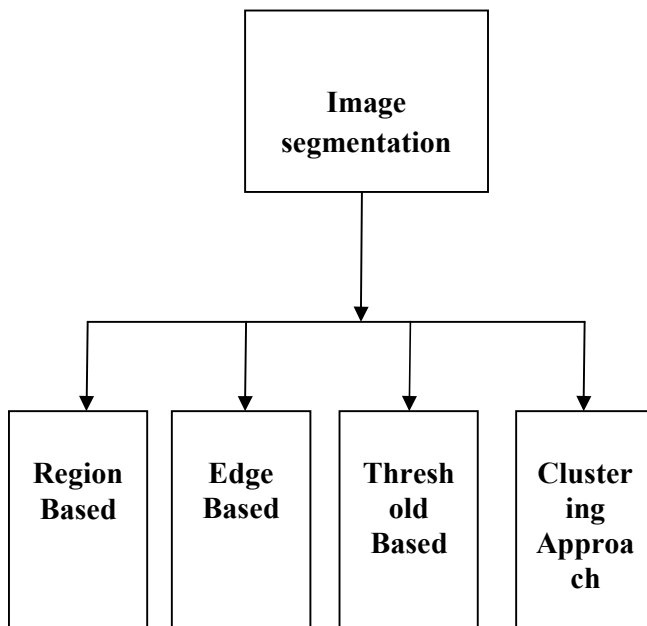 Image
segmentation
Region
Based
Edge
Based
Thresh
old
Based
Cluster
ing
Approa
ch